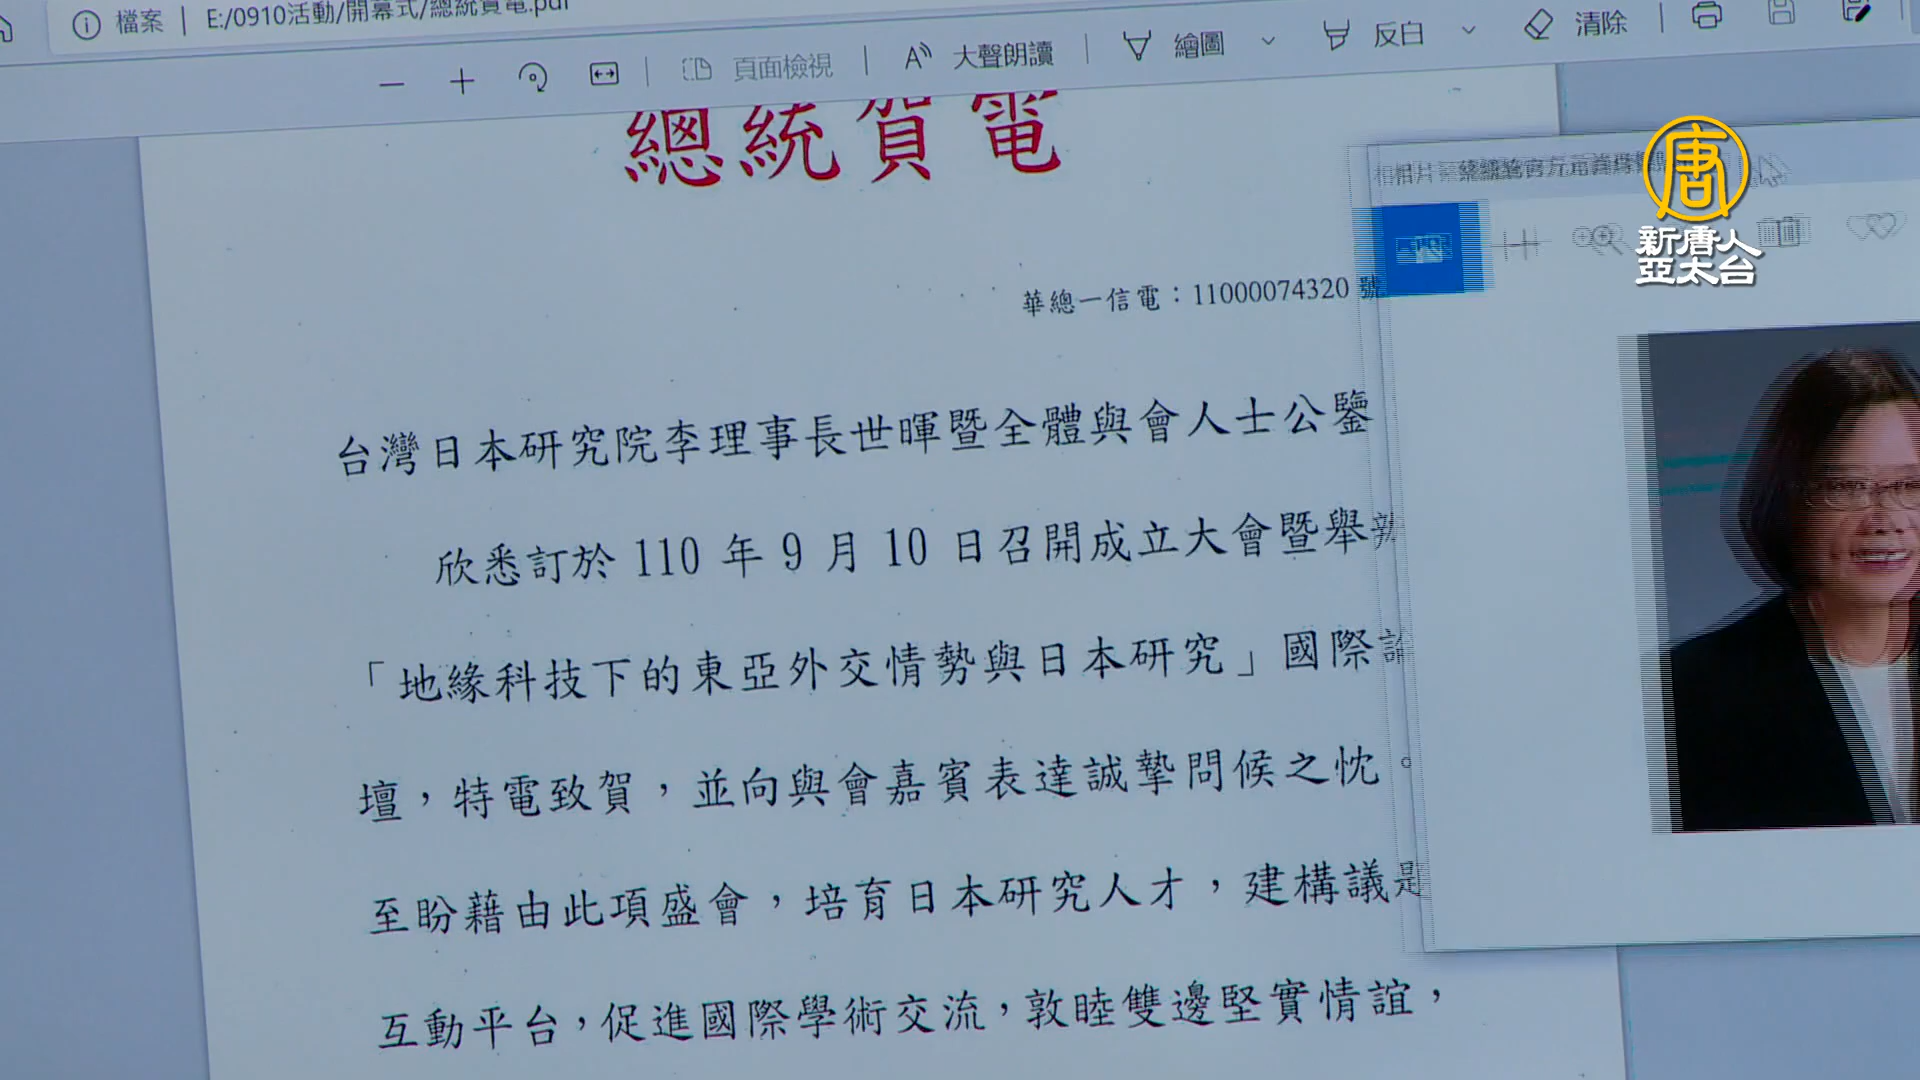 檔案 | E:/0910活動/開幕式/總統賀電.pdf
頁面檢視 | 大聲朗讀 | 繪圖 反白 清除
總統賀電
華總一信電：11000074320 號
台灣日本研究院李理事長世暉暨全體與會人士公鑒
欣悉訂於 110 年 9 月 10 日召開成立大會暨舉辦
「地緣科技下的東亞外交情勢與日本研究」國際論
壇，特電致賀，並向與會嘉賓表達誠摯問候之忱。
至盼藉由此項盛會，培育日本研究人才，建構議題
互動平台，促進國際學術交流，敦睦雙邊堅實情誼，
唐
新唐人
亞太台